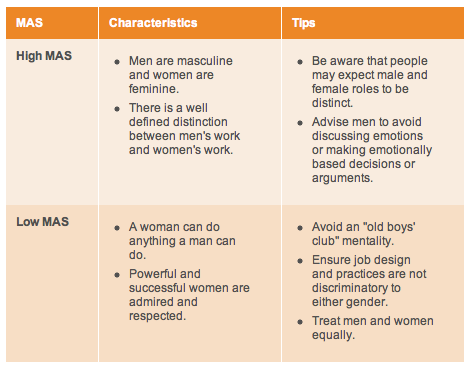 MAS Characteristics Tips
High MAS
• Men are masculine
and women are
feminine.
• There is a well
defined distinction
between men's work
and women's work.
• Be aware that people
may expect male and
female roles to be
distinct.
• Advise men to avoid
discussing emotions
or making emotionally
based decisions or
arguments.
Low MAS
• A woman can do
anything a man can
do.
• Powerful and
successful women are
admired and
respected.
• Avoid an "old boys'
club" mentality.
• Ensure job design
and practices are not
discriminatory to
either gender.
• Treat men and women
equally.